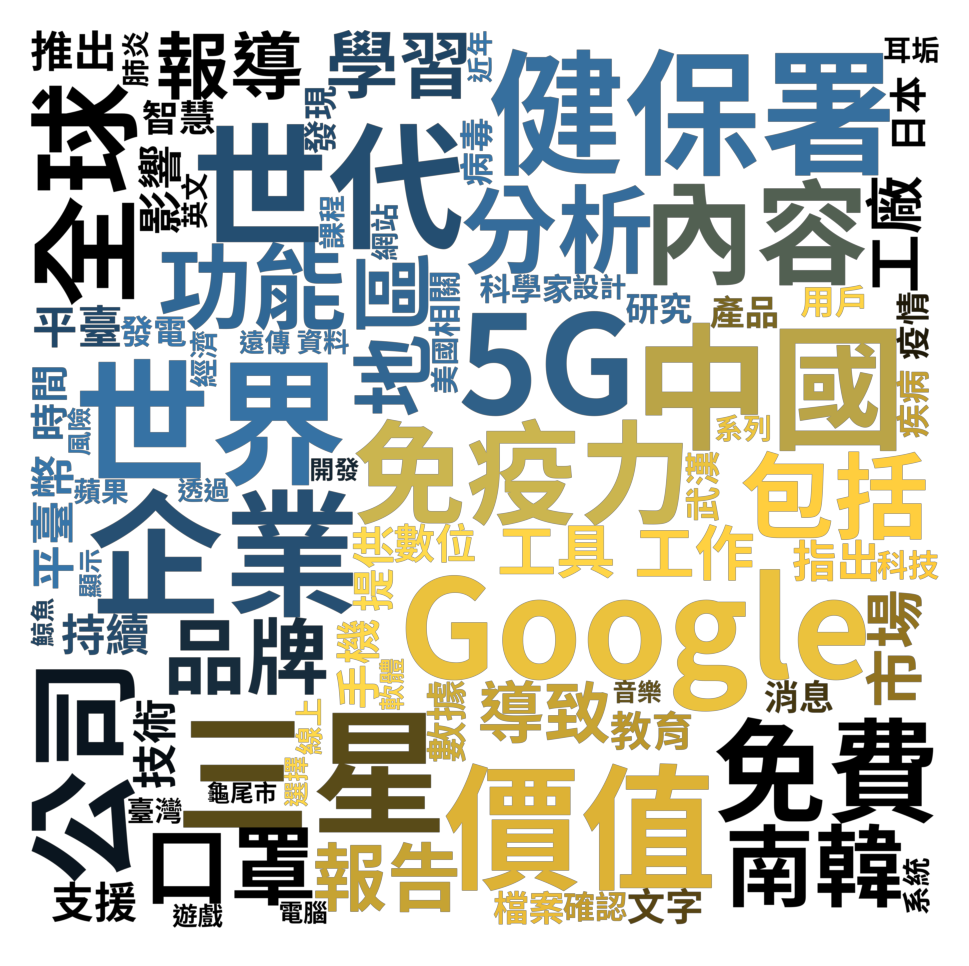 推出
肺炎
報導
學習
近年
耳垢
智慧
發現
健保署
日本
全球
影響
英文
世代
病毒
課程
網站
分析
內容
工廠
功能
地區
相關
美國
科學家
設計
研究
產品
用戶
疫情
平臺
發電
經濟
遠傳
資料
5G
中國
疾病
時間
風險
世界
開發
免疫力
系列
武漢
包括
平臺幣
蘋果
透過
顯示
企業
提供
數位
工具
工作
指出
科技
鯨魚
持續
品牌
手機
軟體
Google
市場
公司
技術
三星
線上
選擇
數據
導致
音樂
教育
消息
免費
臺灣
龜尾市
價值
支援
口罩
遊戲
電腦
報告
檔案
確認
文字
南韓
系統